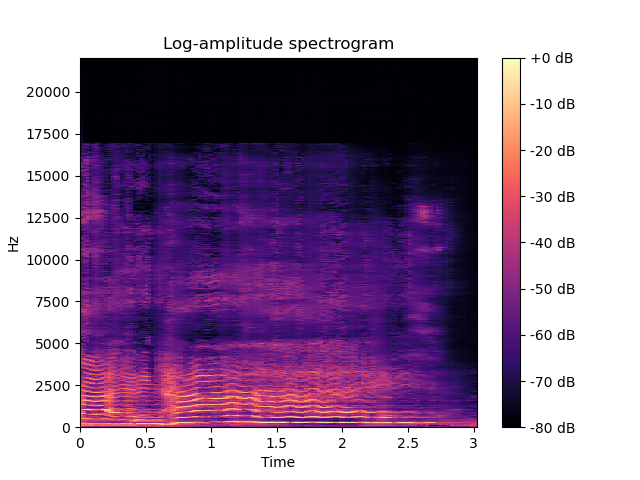 Log-amplitude spectrogram
Hz
20000
17500
15000
12500
10000
7500
5000
2500
0
0
0.5
1
1.5
2
2.5
3
Time
+0 dB
-10 dB
-20 dB
-30 dB
-40 dB
-50 dB
-60 dB
-70 dB
-80 dB